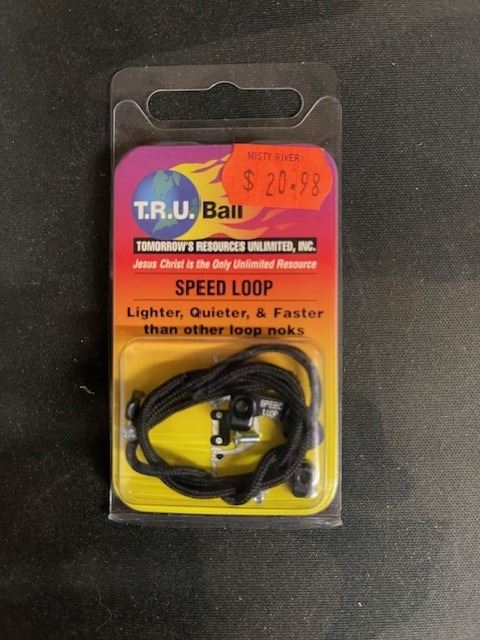 MISTY RIVER
$ 20.98
T.R.U. Ball
TOMORROW'S RESOURCES UNLIMITED, INC.
Jesus Christ is the Only Unlimited Resource
SPEED LOOP
Lighter, Quieter, & Faster
than other loop noks
SPEED
LOOP